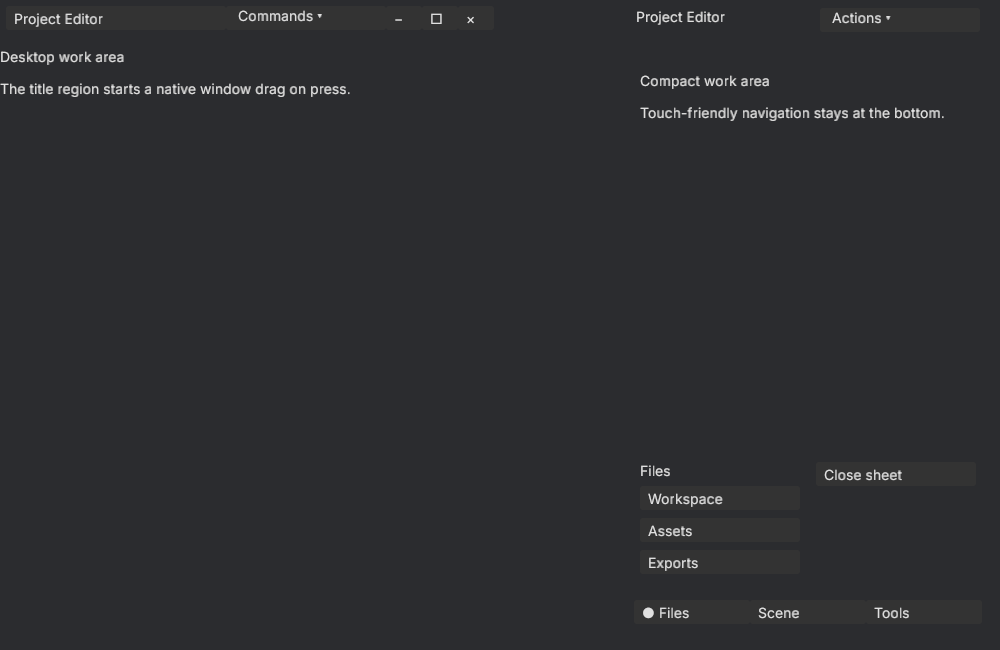 Project Editor
Commands ▾
– □ ×
Desktop work area
The title region starts a native window drag on press.
Project Editor
Actions ▾
Compact work area
Touch-friendly navigation stays at the bottom.
Files
Close sheet
Workspace
Assets
Exports
● Files
Scene
Tools